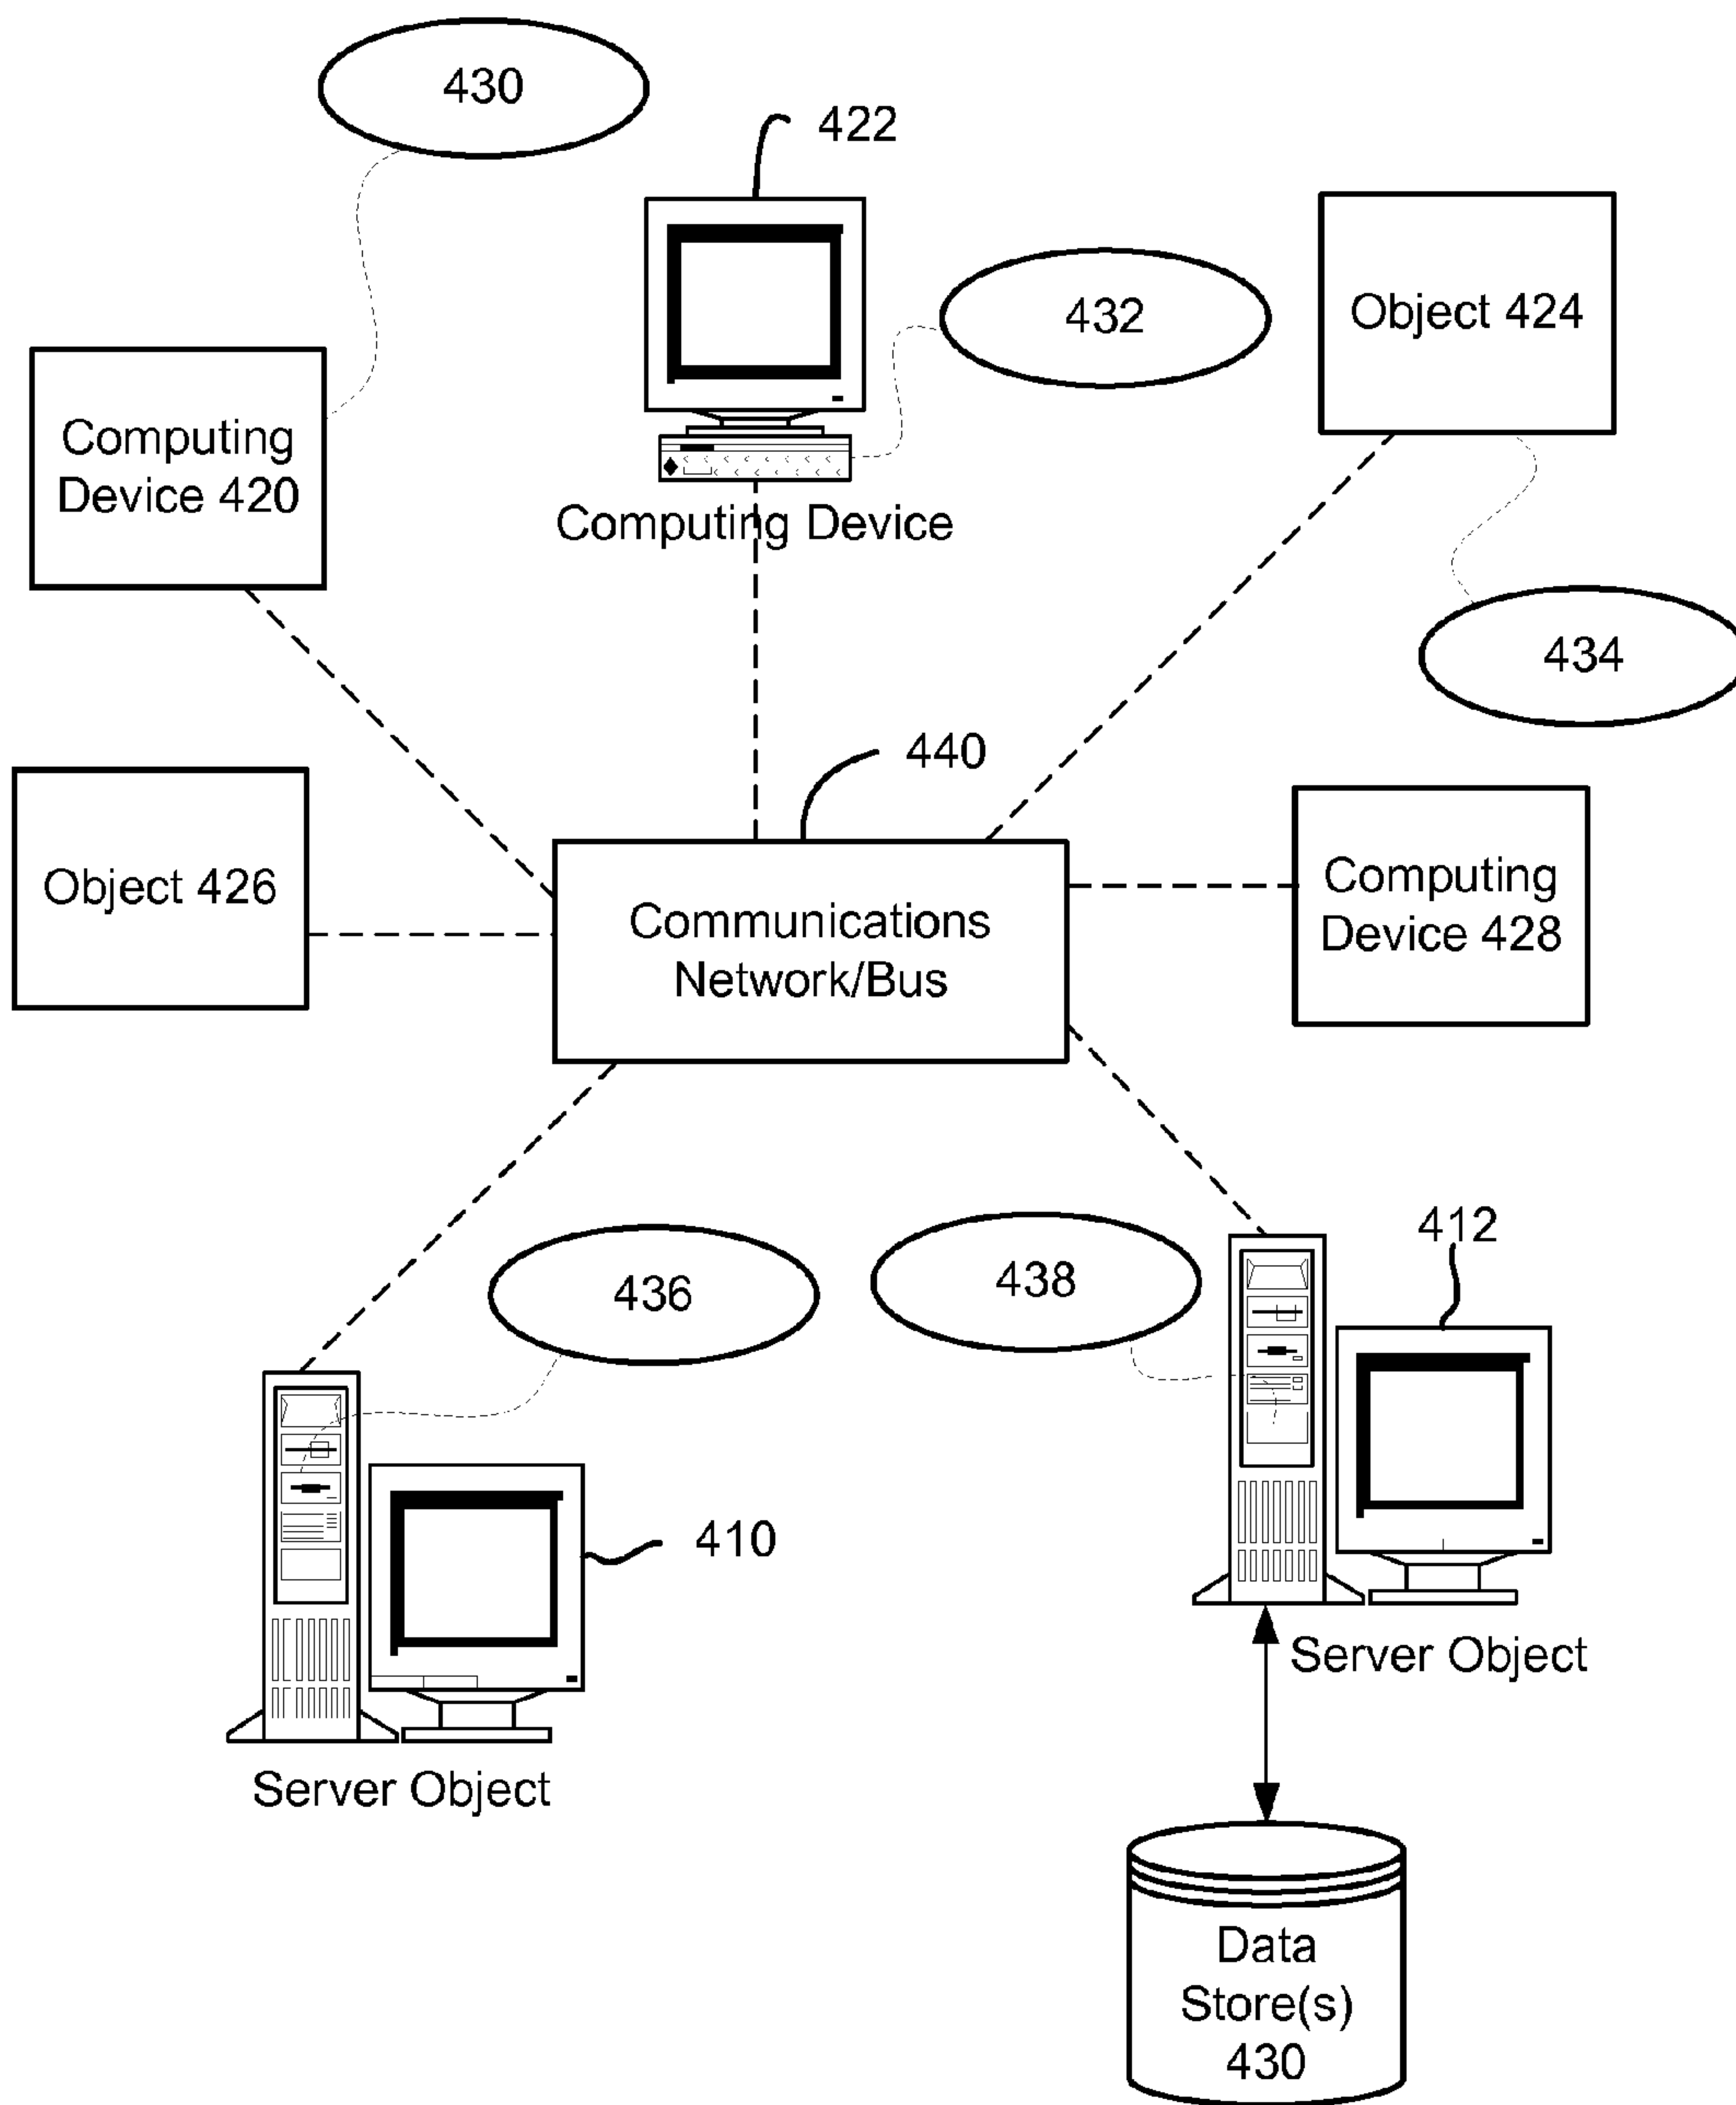 430
422
432
Object 424
Computing
Device 420
Computing Device
434
440
Object 426
Communications
Network/Bus
Computing
Device 428
436
438
412
410
Server Object
Server Object
Data
Store(s)
430